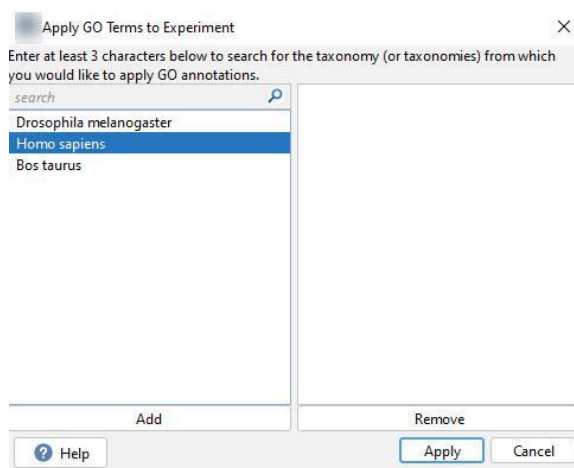 Apply GO Terms to Experiment
Enter at least 3 characters below to search for the taxonomy (or taxonomies) from which
you would like to apply GO annotations.
search
Drosophila melanogaster
Homo sapiens
Bos taurus
Add
Remove
Help
Apply
Cancel